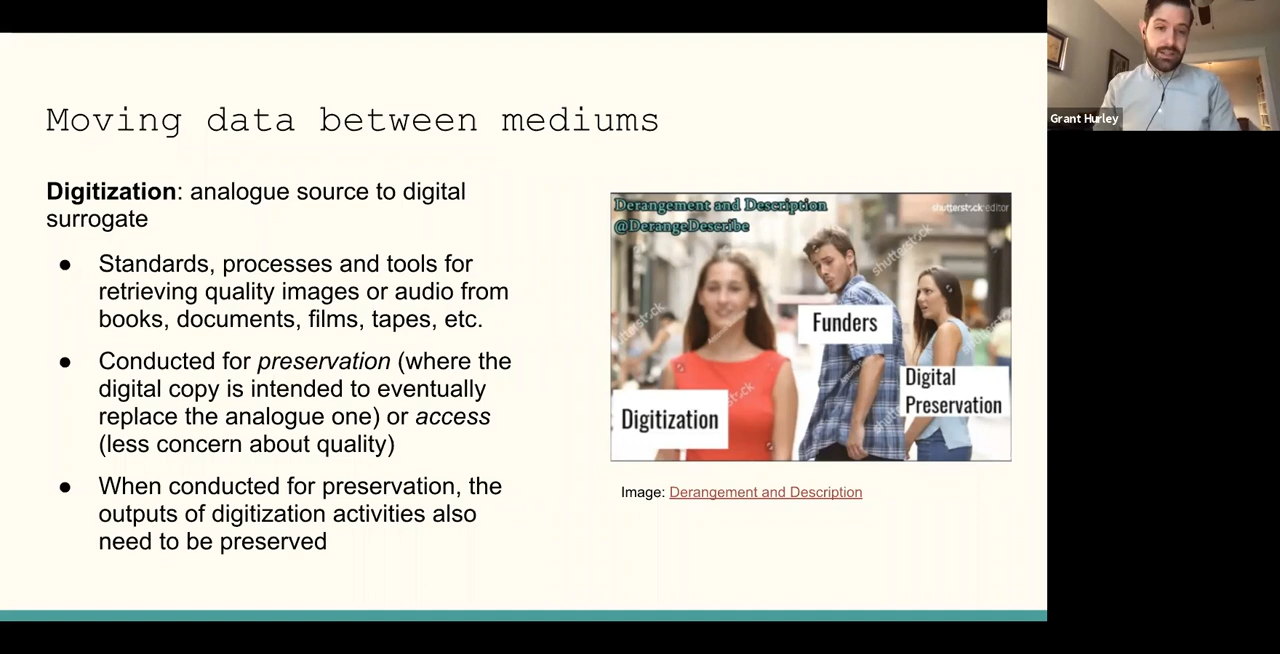 Moving data between mediums
Digitization: analogue source to digital
surrogate
● Standards, processes and tools for
retrieving quality images or audio from
books, documents, films, tapes, etc.
● Conducted for preservation (where the
digital copy is intended to eventually
replace the analogue one) or access
(less concern about quality)
● When conducted for preservation, the
outputs of digitization activities also
need to be preserved
Derangement and Description
@DerangeDescribe
shutterstock editor
shutterstock
Funders
Digital
Preservation
Digitization
Image: Derangement and Description
Grant Hurley